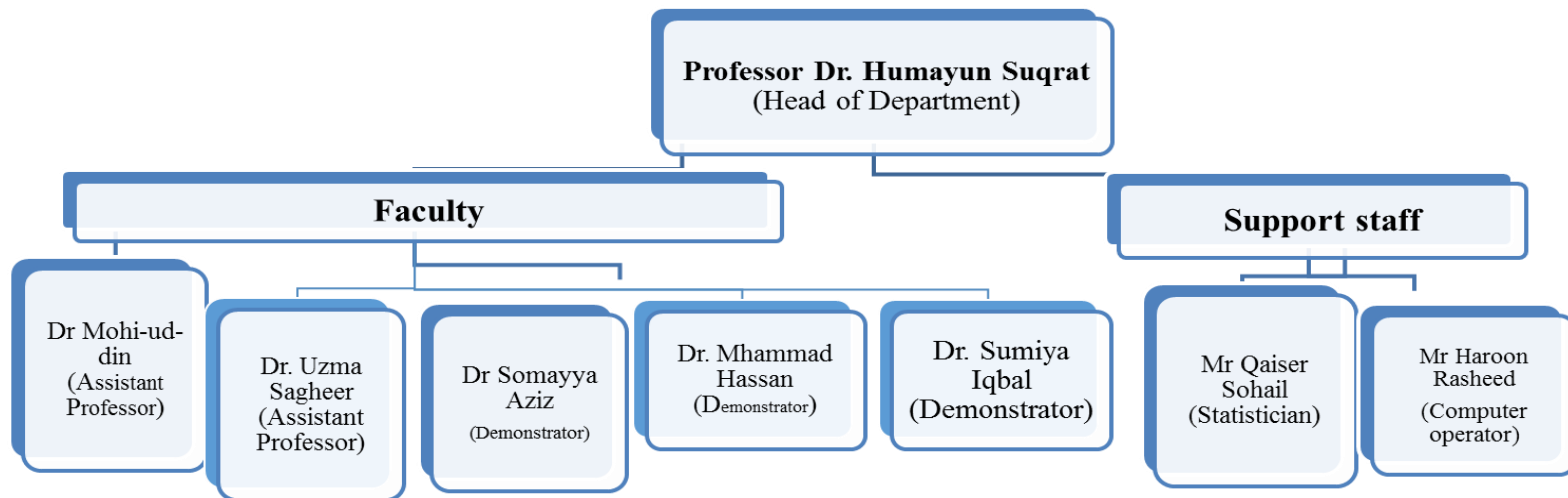 Professor Dr. Humayun Suqrat
(Head of Department)
Faculty
Support staff
Dr Mohi-ud-
din
(Assistant
Professor)
Dr. Uzma
Sagheer
(Assistant
Professor)
Dr Somayya
Aziz
(Demonstrator)
Dr. Mhammad
Hassan
(Demonstrator)
Dr. Sumiya
Iqbal
(Demonstrator)
Mr Qaiser
Sohail
(Statistician)
Mr Haroon
Rasheed
(Computer
operator)